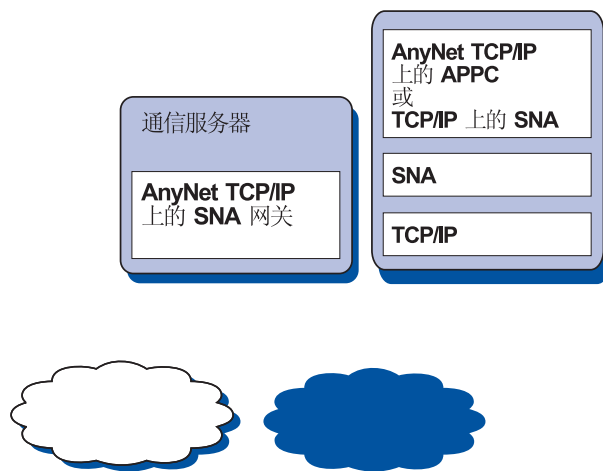 通信服务器
AnyNet TCP/IP
上的 SNA 网关
AnyNet TCP/IP
上的 APPC
或
TCP/IP 上的 SNA
SNA
TCP/IP